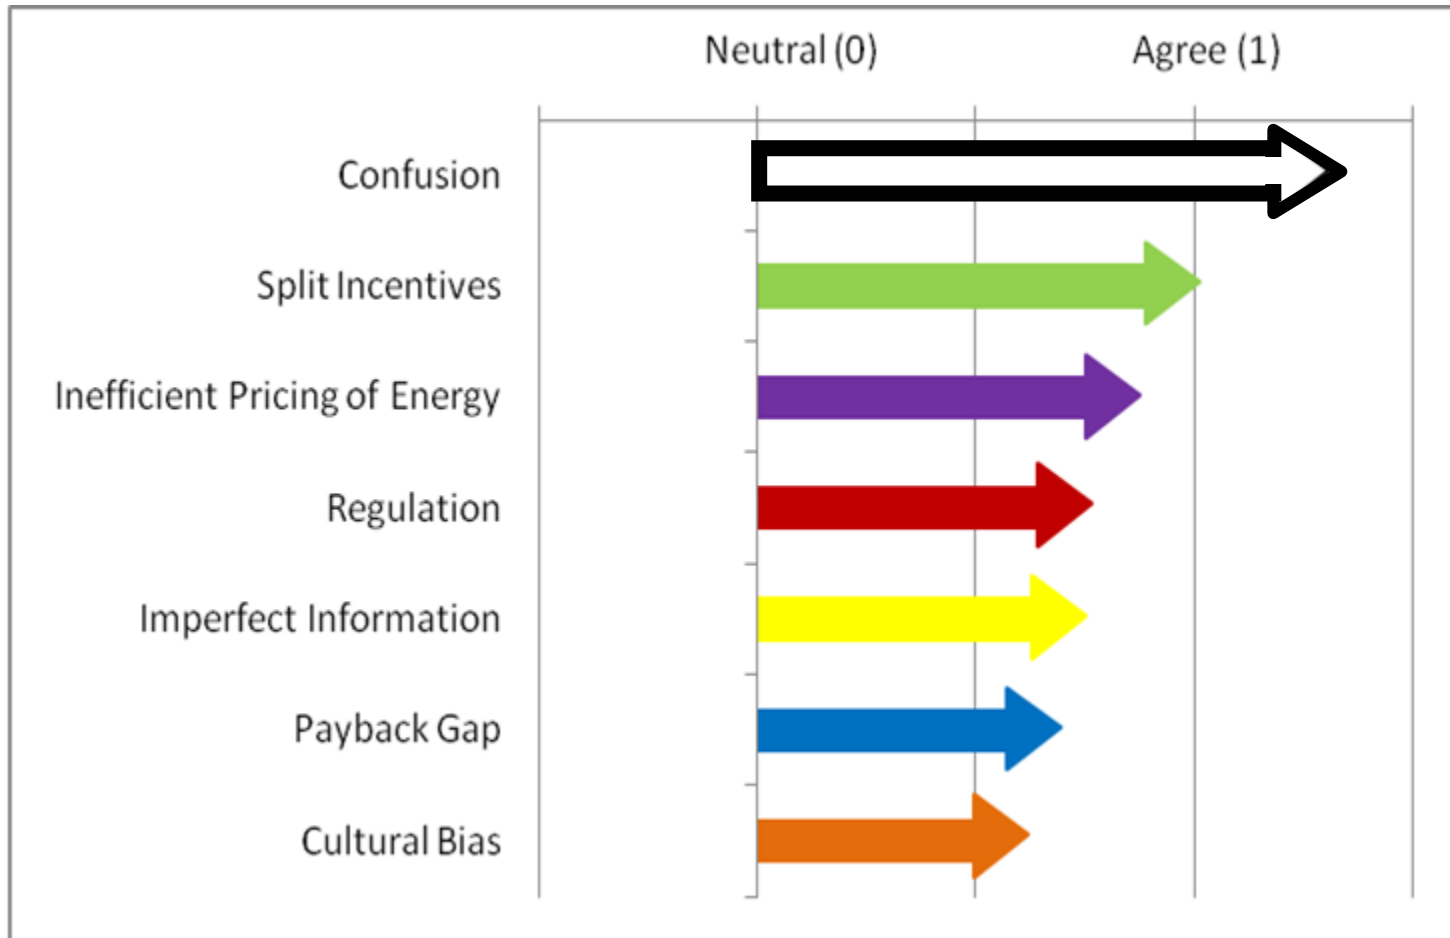 Neutral (0) Agree (1)
Confusion
Split Incentives
Inefficient Pricing of Energy
Regulation
Imperfect Information
Payback Gap
Cultural Bias